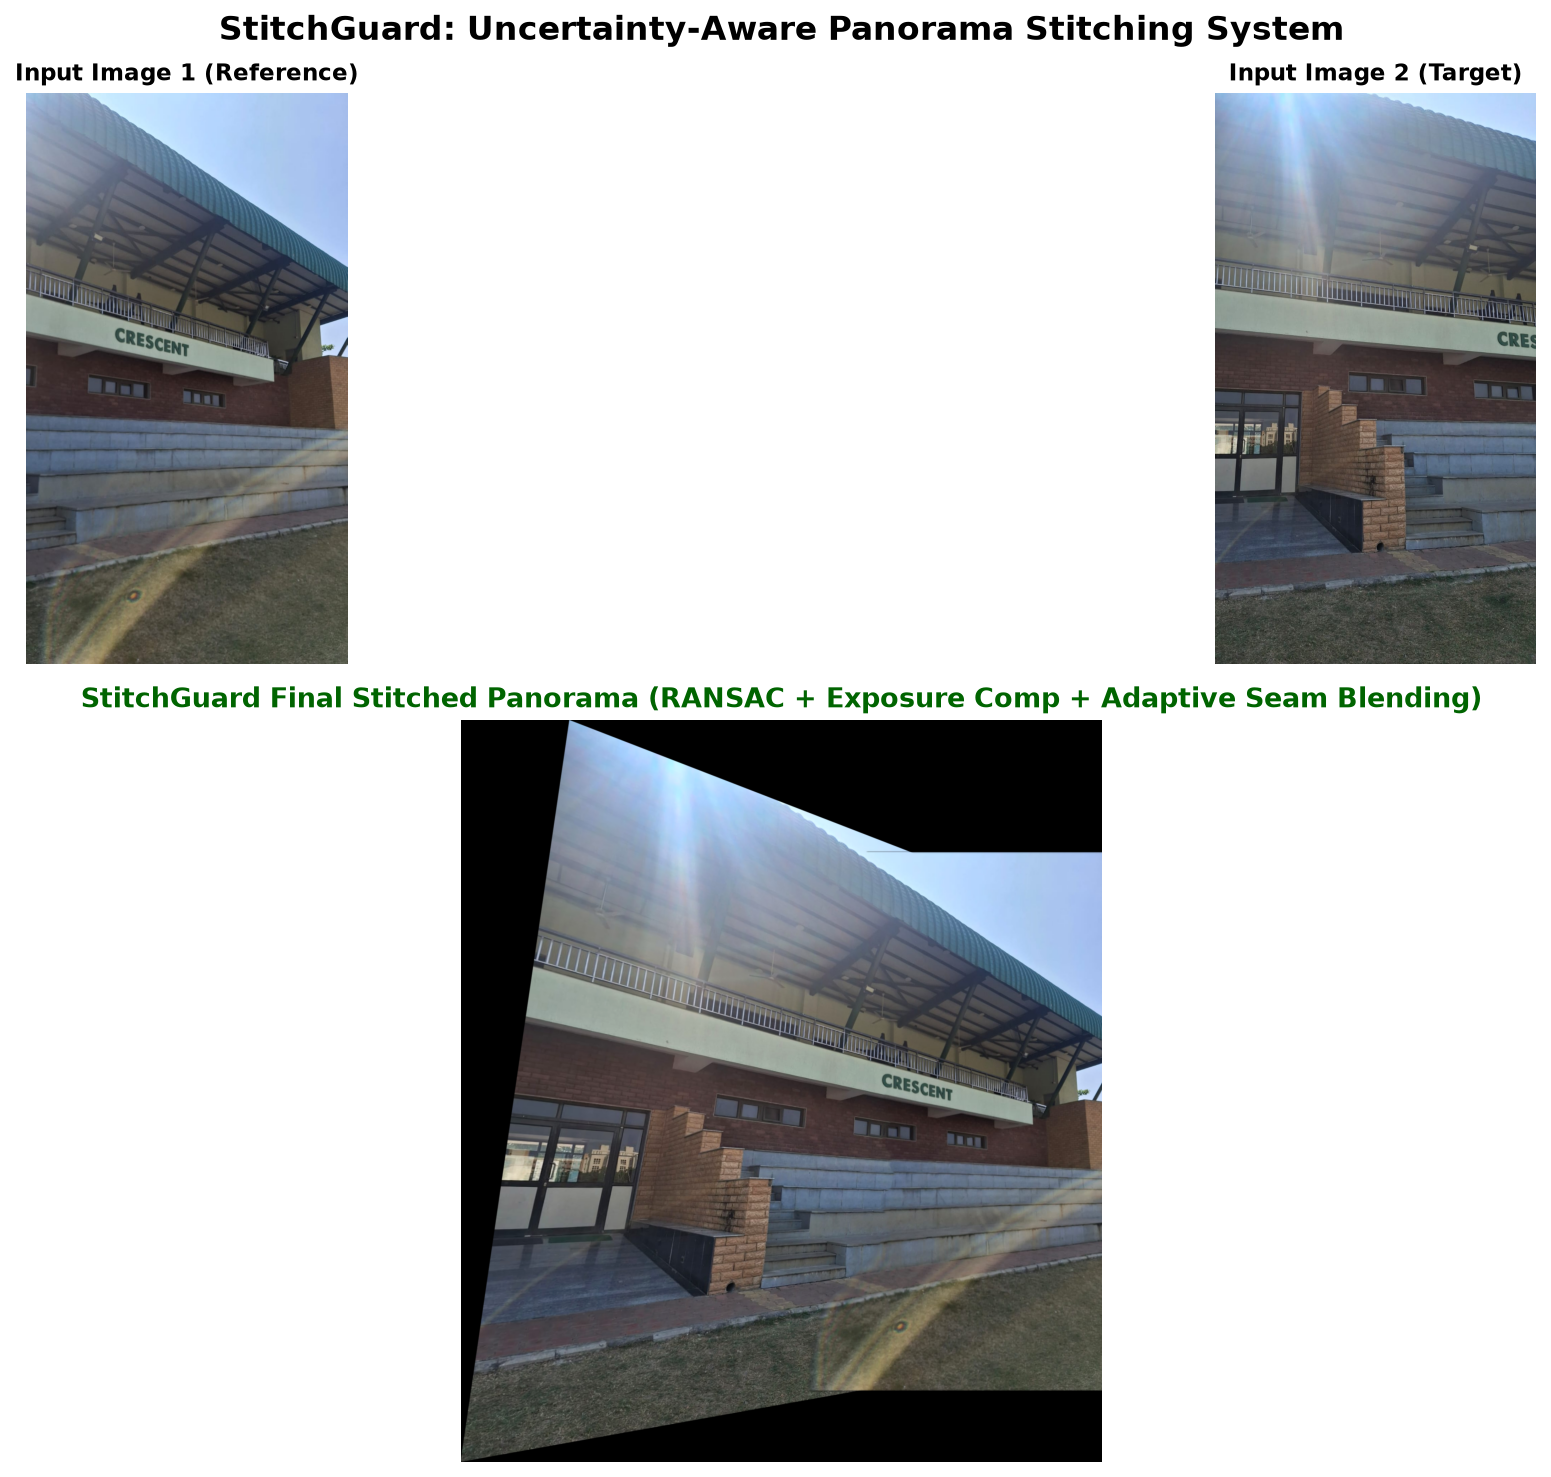 StitchGuard: Uncertainty-Aware Panorama Stitching System
Input Image 1 (Reference)
Input Image 2 (Target)
CRESCENT
CRES
StitchGuard Final Stitched Panorama (RANSAC + Exposure Comp + Adaptive Seam Blending)
CRESCENT